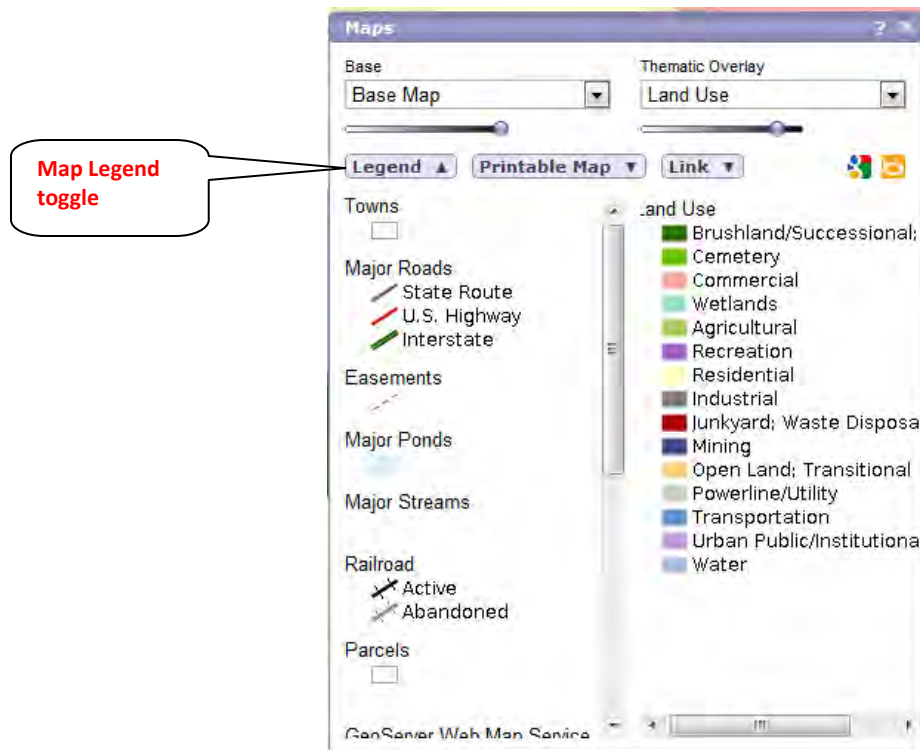 Maps ?
Base
Thematic Overlay
Base Map
Land Use
Map Legend
toggle
Legend ▲
Printable Map ▼
Link ▼
Towns
Major Roads
State Route
U.S. Highway
Interstate
Easements
Major Ponds
Major Streams
Railroad
Active
Abandoned
Parcels
GeoServer Web Map Service
Land Use
Brushland/Successional;
Cemetery
Commercial
Wetlands
Agricultural
Recreation
Residential
Industrial
Junkyard; Waste Disposa
Mining
Open Land; Transitional
Powerline/Utility
Transportation
Urban Public/Instituna
Water